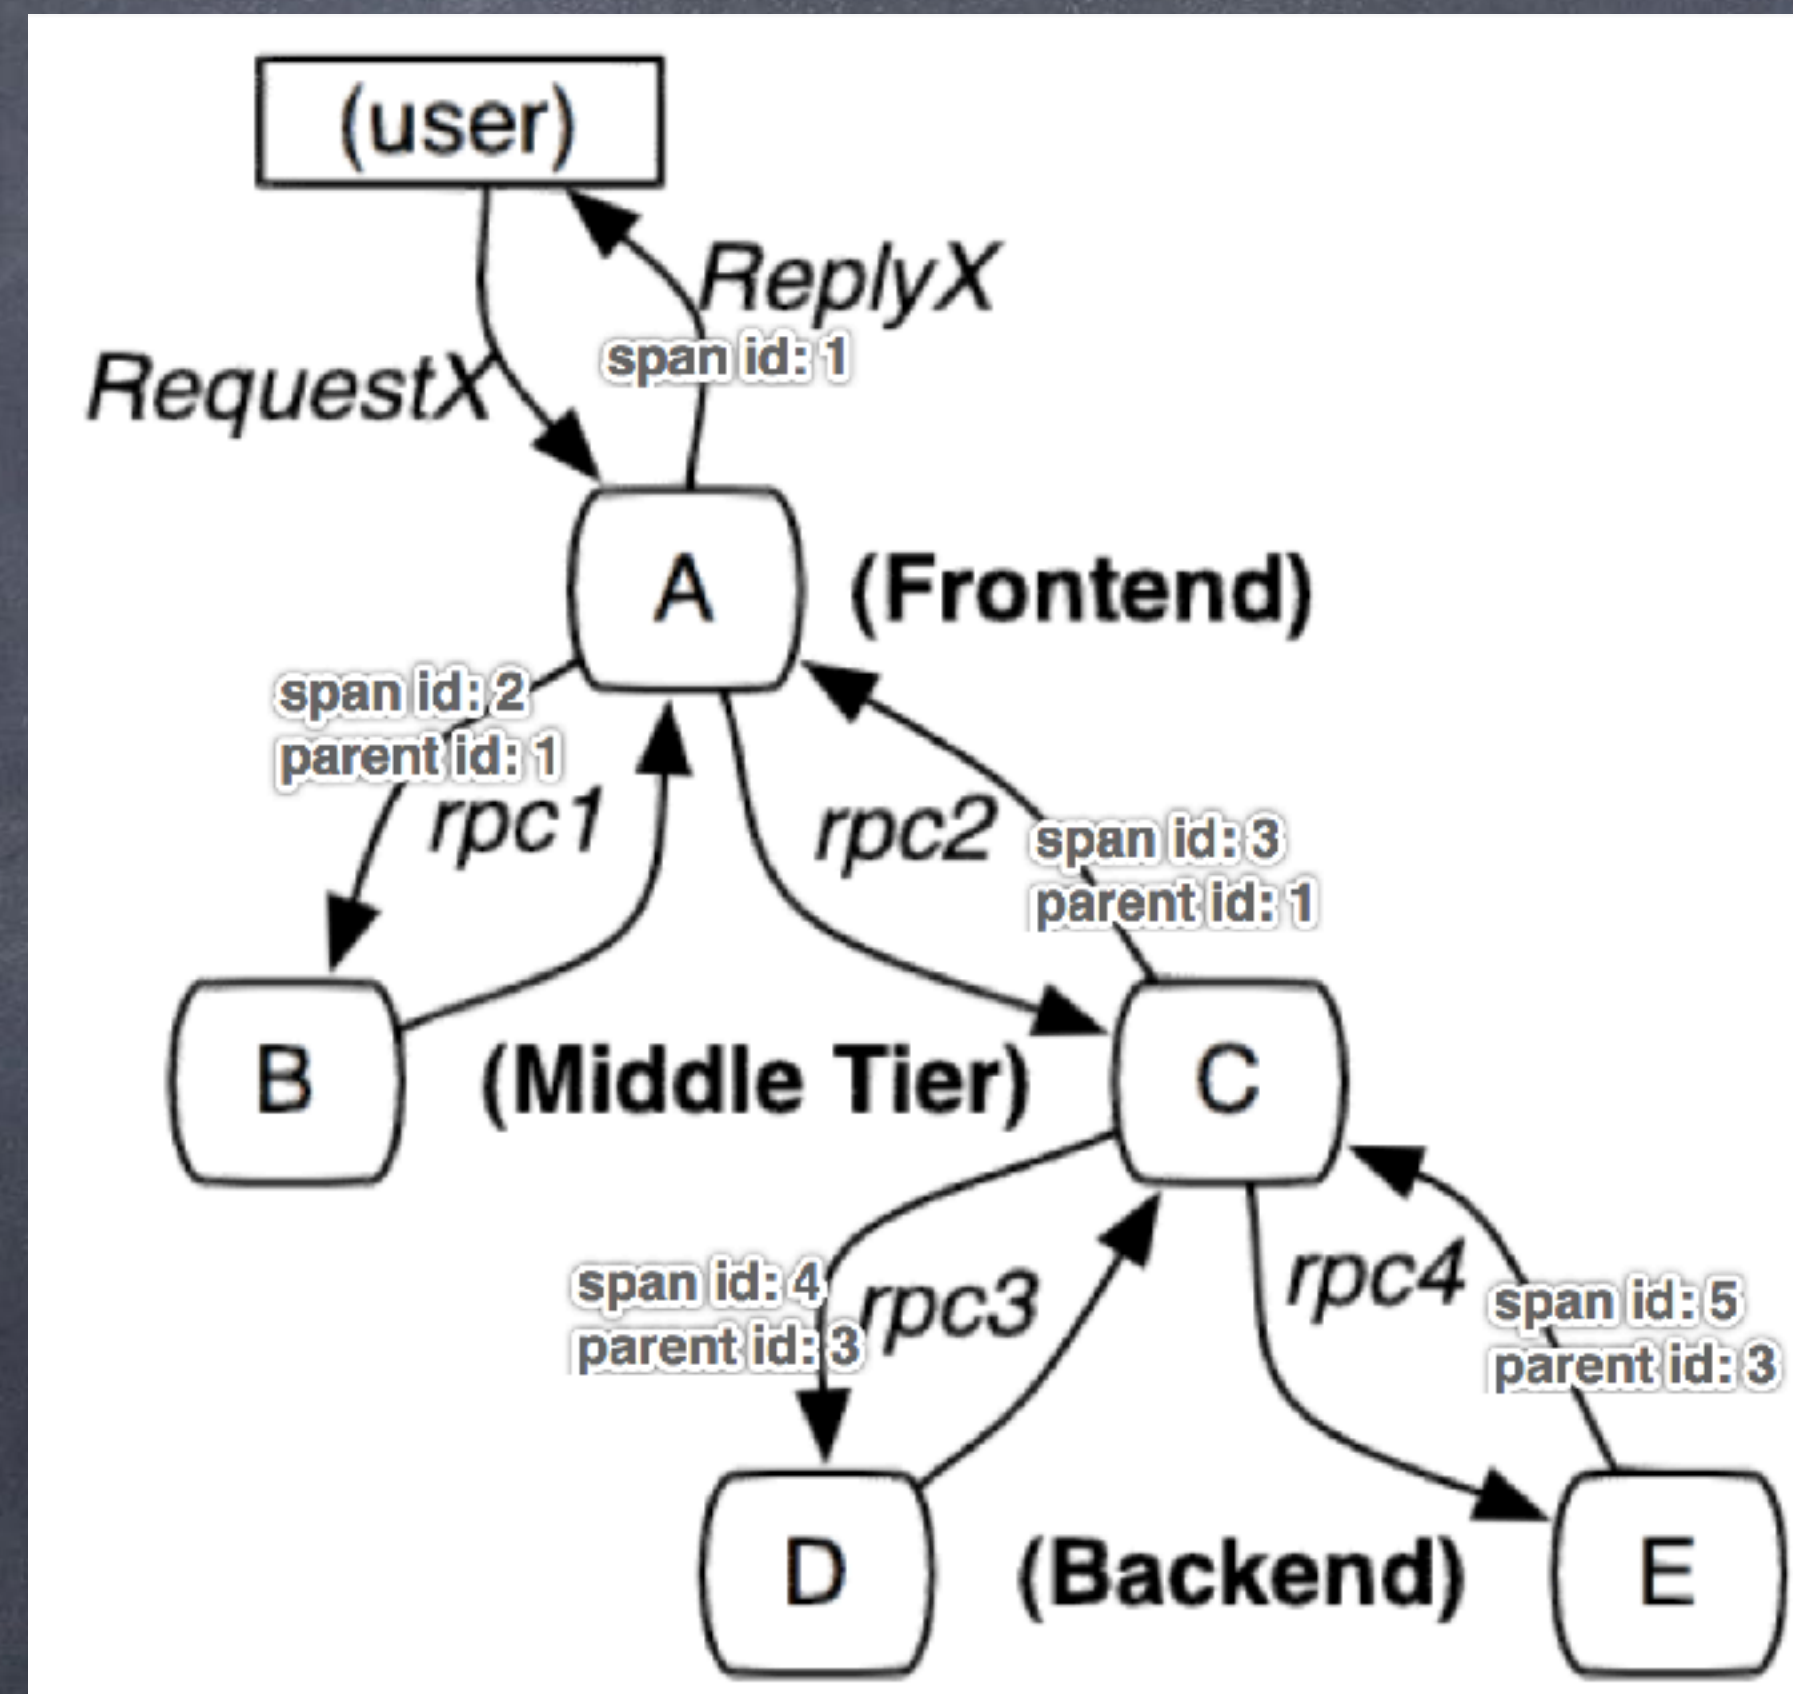 (user)
ReplyX
span id: 1
RequestX
A
(Frontend)
span id: 2
parent id: 1
rpc1
rpc2
span id: 3
parent id: 1
B
(Middle Tier)
C
span id: 4
parent id: 3
rpc3
rpc4
span id: 5
parent id: 3
D
(Backend)
E